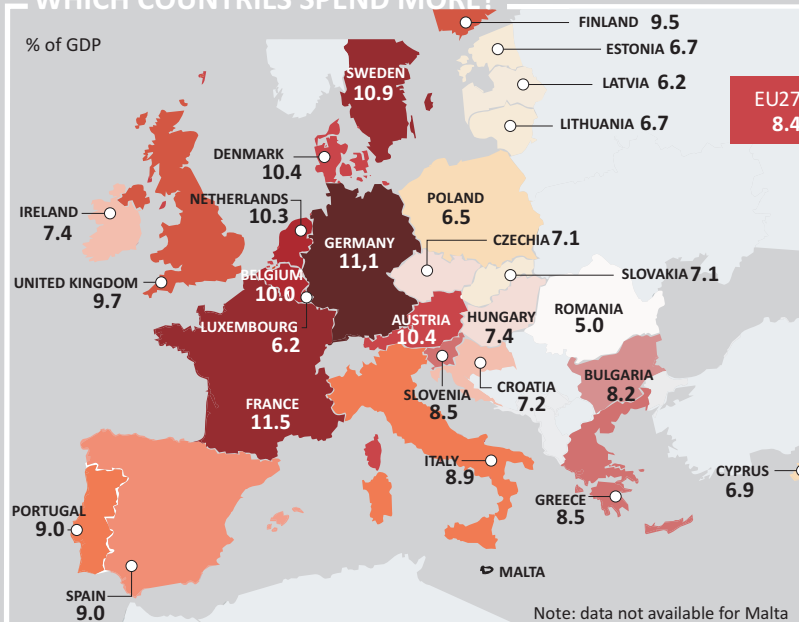 WHICH COUNTRIES SPEND MORE?
% of GDP
FINLAND 9.5
ESTONIA 6.7
LATVIA 6.2
LITHUANIA 6.7
EU27
8.4
SWEDEN
10.9
DENMARK
10.4
NETHERLANDS
10.3
IRELAND
7.4
UNITED KINGDOM
9.7
POLAND
6.5
GERMANY
11,1
CZECHIA 7.1
SLOVAKIA 7.1
BELGIUM
10.0
LUXEMBOURG
6.2
AUSTRIA
10.4
HUNGARY
7.4
ROMANIA
5.0
CROATIA
7.2
SLOVENIA
8.5
BULGARIA
8.2
FRANCE
11.5
ITALY
8.9
GREECE
8.5
CYPRUS
6.9
PORTUGAL
9.0
SPAIN
9.0
MALTA
Note: data not available for Malta